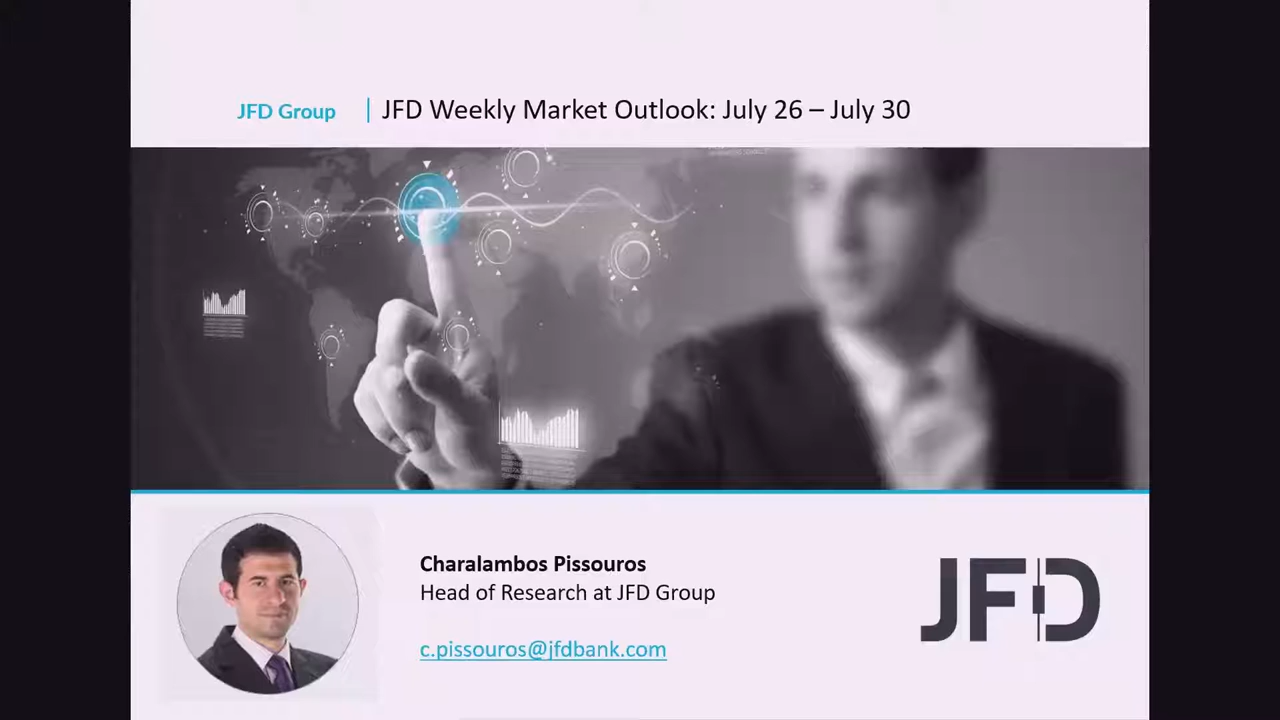 JFD Group | JFD Weekly Market Outlook: July 26 – July 30
Charalambos Pissouros
Head of Research at JFD Group
c.pissouros@jfdbank.com
JFD